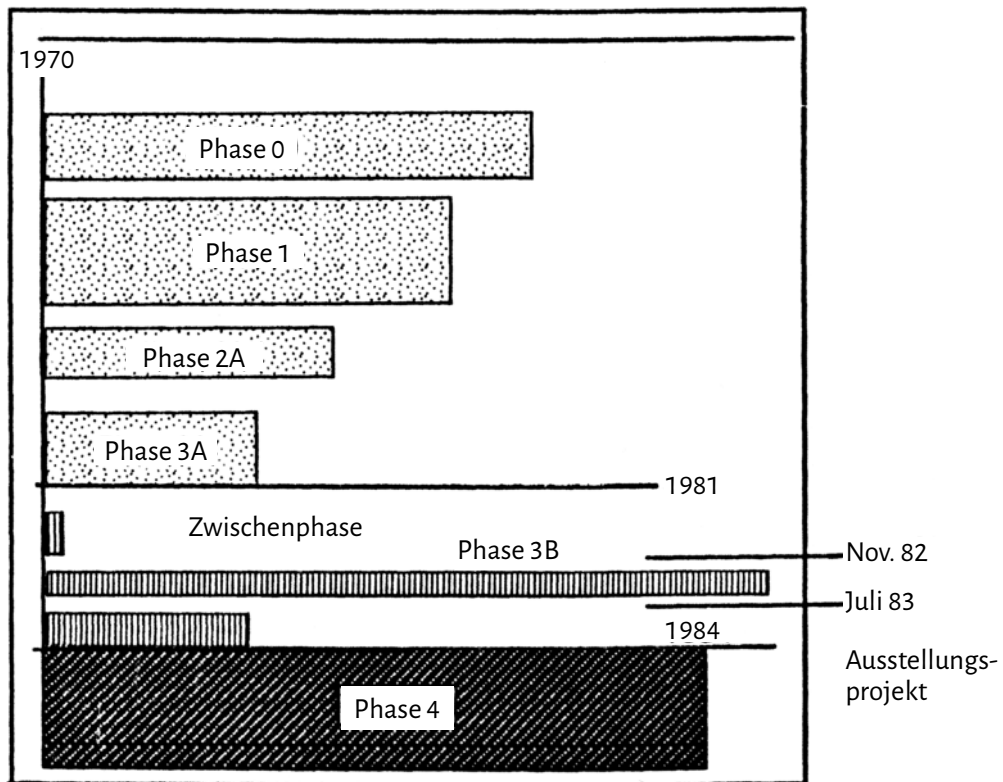 1970
Phase 0
Phase 1
Phase 2A
Phase 3A
1981
Zwischenphase
Phase 3B
Nov. 82
Juli 83
1984
Ausstellungs-
projekt
Phase 4